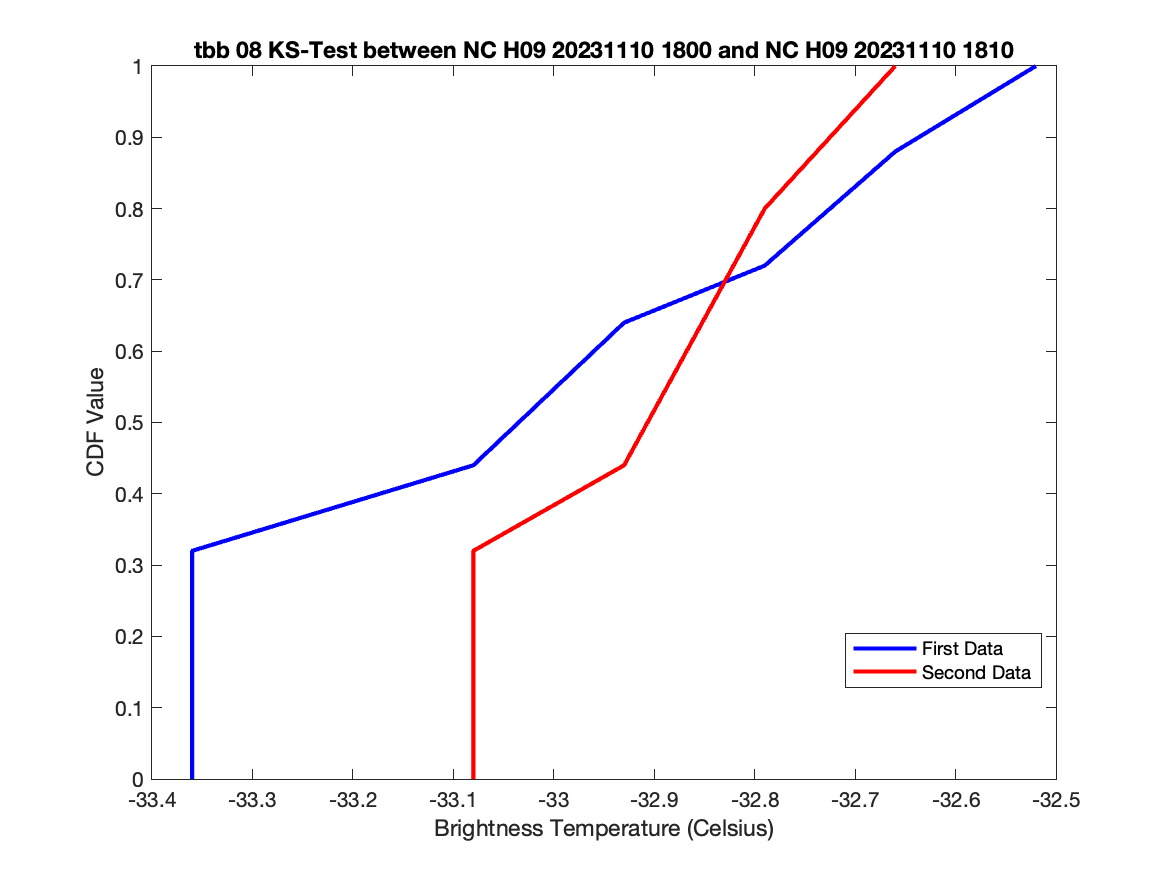 tbb 08 KS-Test between NC H09 20231110 1800 and NC H09 20231110 1810
1
0.9
0.8
0.7
0.6
0.5
0.4
0.3
0.2
0.1
0
CDF Value
First Data
Second Data
-33.4 -33.3 -33.2 -33.1 -33 -32.9 -32.8 -32.7 -32.6 -32.5
Brightness Temperature (Celsius)